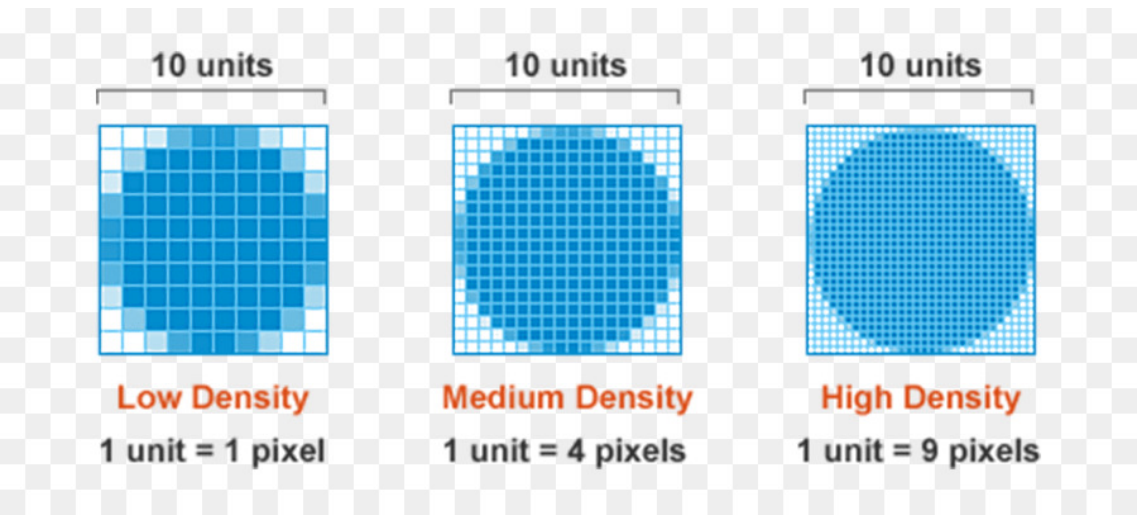 10 units
10 units
10 units
Low Density
Medium Density
High Density
1 unit = 1 pixel
1 unit = 4 pixels
1 unit = 9 pixels